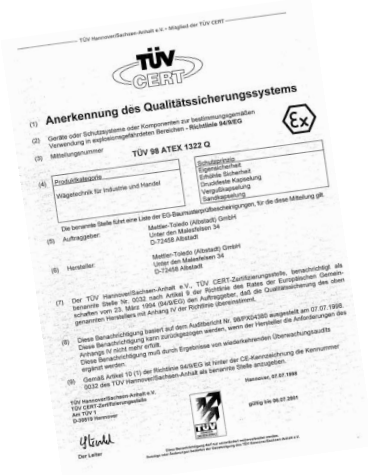 TÜV Hannover/Sachsen-Anhalt e.V. • Mitglied der TÜV CERT
TÜV
CERT
(1) Anerkennung des Qualitätssicherungssystems
(2) Geräte oder Schutzsysteme oder Komponenten zur bestimmungsgemäßen
Verwendung in explosionsgefährdeten Bereichen - Richtlinie 94/9/EG
(3) Mitteilungsnummer
TÜV 98 ATEX 1322 Q
(4) Produktkategorie
Wägetechnik für Industrie und Handel
Schutzprinzip
Eigensicherheit
Erhöhte Sicherheit
Druckfeste Kapselung
Vergußkapselung
Sandkapselung
Die benannte Stelle führt eine Liste der EG-Baumusterprüfbescheinigungen, für die diese Mitteilung gilt.
(5) Auftraggeber:
Mettler-Toledo (Albstadt) GmbH
Unter den Malesfelsen 34
D-72458 Albstadt
(6) Hersteller:
Mettler-Toledo (Albstadt) GmbH
Unter den Malesfelsen 34
D-72458 Albstadt
(7) Der TÜV Hannover/Sachsen-Anhalt e.V., TÜV CERT-Zertifizierungsstelle, benachrichtigt als
benannte Stelle Nr. 0032 nach Artikel 9 der Richtlinie des Rates der Europäischen Gemein-
schaften vom 23. März 1994 (94/9/EG) den Auftraggeber, daß die Qualitätssicherung des oben
genannten Herstellers mit Anhang IV der Richtlinie übereinstimmt.
(8) Diese Benachrichtigung basiert auf dem Auditbericht Nr. 98/PX04380 ausgestellt am 07.07.1998.
Diese Benachrichtigung kann zurückgezogen werden, wenn der Hersteller die Anforderungen des
Anhangs IV nicht mehr erfüllt.
Diese Benachrichtigung muß durch Ergebnisse von wiederkehrenden Überwachungsaudits
ergänzt werden.
(9) Gemäß Artikel 10 (1) der Richtlinie 94/9/EG ist hinter der CE-Kennzeichnung die Kennnummer
0032 des TÜV Hannover/Sachsen-Anhalt als benannte Stelle anzugeben.
TÜV Hannover/Sachsen-Anhalt e.V.
TÜV CERT-Zertifizierungsstelle
Am TÜV 1
D-30519 Hannover
Hannover, 07.07.1998
gültig bis 06.07.2001
Der Leiter
TÜV